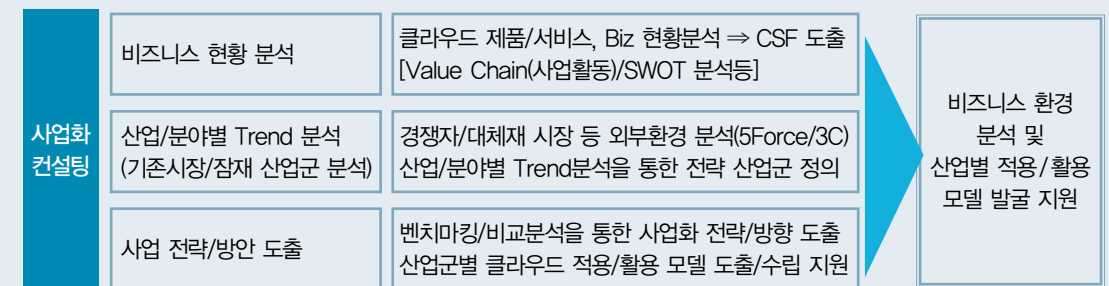 사업화
컨설팅
비즈니스 현황 분석
클라우드 제품/서비스, Biz 현황분석 ⇒ CSF 도출
[Value Chain(사업활동)/SWOT 분석등]
산업/분야별 Trend 분석
(기존시장/잠재 산업군 분석)
경쟁자/대체재 시장 등 외부환경 분석(5Force/3C)
산업/분야별 Trend분석을 통한 전략 산업군 정의
사업 전략/방안 도출
벤치마킹/비교분석을 통한 사업화 전략/방향 도출
산업군별 클라우드 적용/활용 모델 도출/수립 지원
비즈니스 환경
분석 및
산업별 적용/활용
모델 발굴 지원